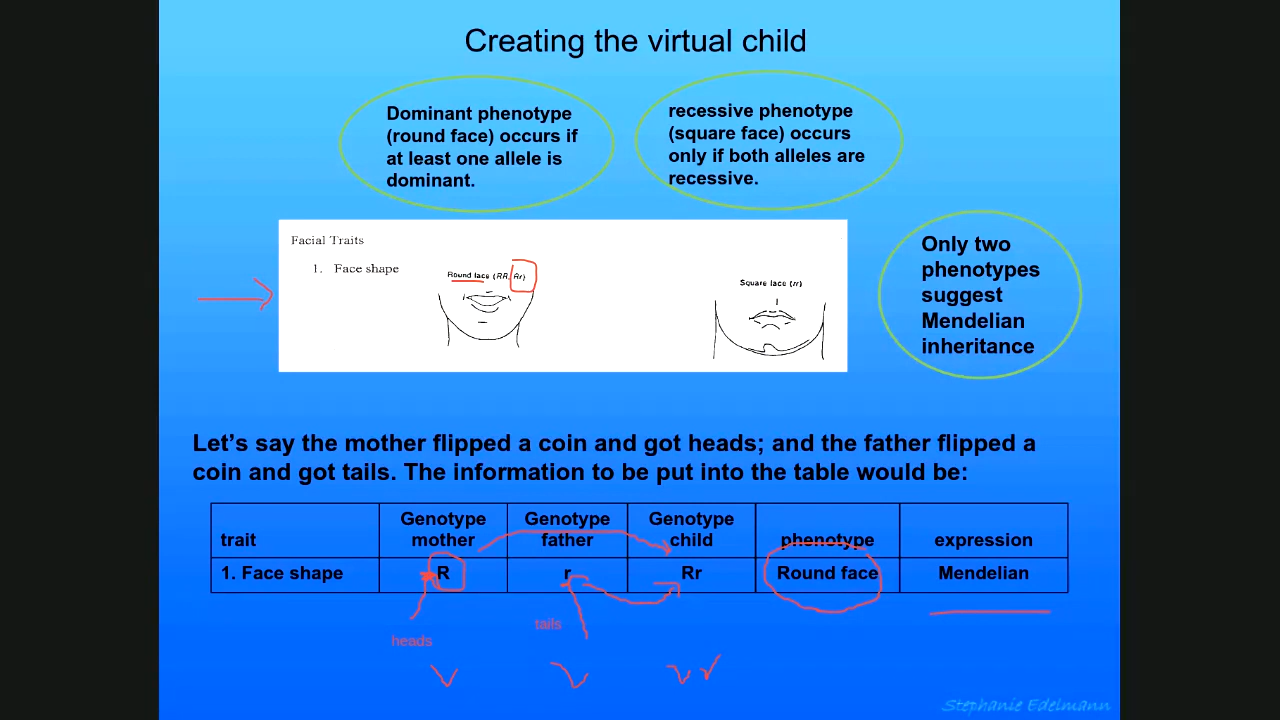 Creating the virtual child
Dominant phenotype
(round face) occurs if
at least one allele is
dominant.
recessive phenotype
(square face) occurs
only if both alleles are
recessive.
Facial Traits
1. Face shape
Round face (RR, Rr)
Square face (rr)
Only two
phenotypes
suggest
Mendelian
inheritance
Let's say the mother flipped a coin and got heads; and the father flipped a
coin and got tails. The information to be put into the table would be:
trait Genotype mother Genotype father Genotype child phenotype expression
1. Face shape R r Rr Round face Mendelian
heads
tails
Stephanie Edelmann